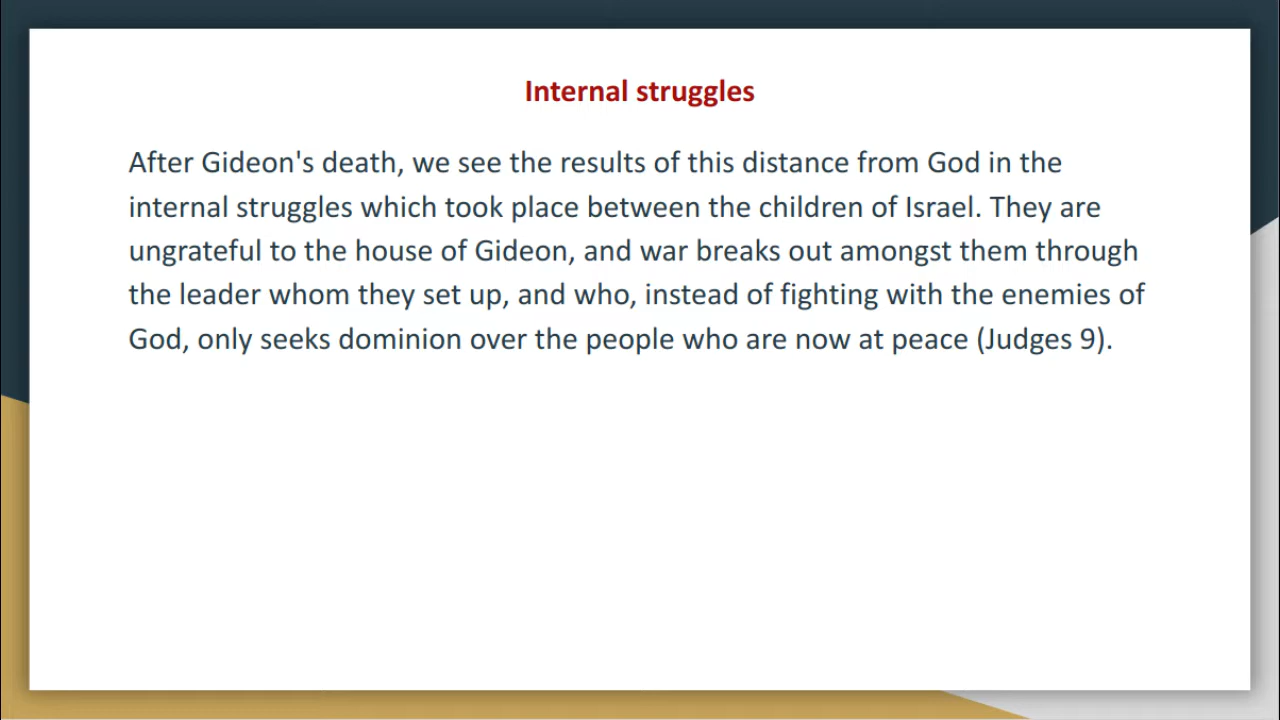 Internal struggles
After Gideon's death, we see the results of this distance from God in the
internal struggles which took place between the children of Israel. They are
ungrateful to the house of Gideon, and war breaks out amongst them through
the leader whom they set up, and who, instead of fighting with the enemies of
God, only seeks dominion over the people who are now at peace (Judges 9).